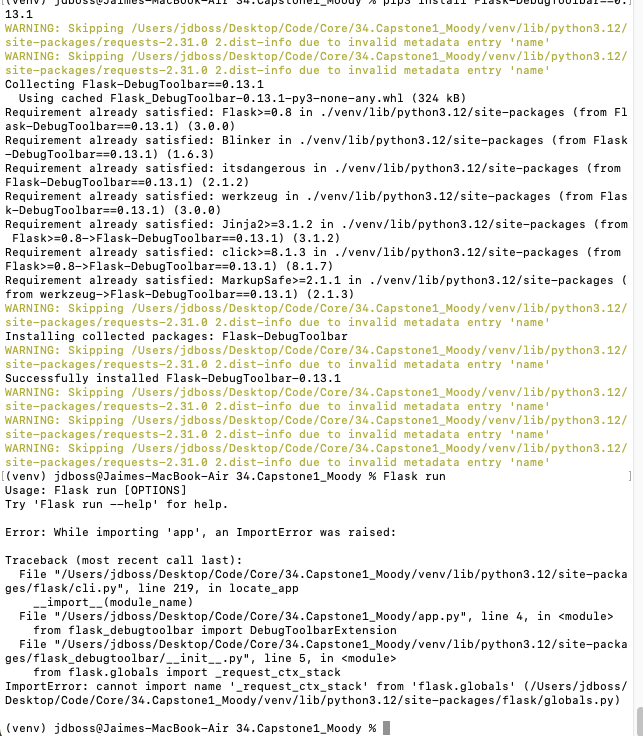 (venv) jdboss@Jaimes-MacBook-Air 34.Capstone1_Moody % pip3 install Flask-DebugToolbar==0.
13.1
WARNING: Skipping /Users/jdboss/Desktop/Code/Core/34.Capstone1_Moody/venv/lib/python3.12/
site-packages/requests-2.31.0 2.dist-info due to invalid metadata entry 'name'
WARNING: Skipping /Users/jdboss/Desktop/Code/Core/34.Capstone1_Moody/venv/lib/python3.12/
site-packages/requests-2.31.0 2.dist-info due to invalid metadata entry 'name'
Collecting Flask-DebugToolbar==0.13.1
  Using cached Flask_DebugToolbar-0.13.1-py3-none-any.whl (324 kB)
Requirement already satisfied: Flask>=0.8 in ./venv/lib/python3.12/site-packages (from Fl
ask-DebugToolbar==0.13.1) (3.0.0)
Requirement already satisfied: Blinker in ./venv/lib/python3.12/site-packages (from Flask
-DebugToolbar==0.13.1) (1.6.3)
Requirement already satisfied: itsdangerous in ./venv/lib/python3.12/site-packages (from
Flask-DebugToolbar==0.13.1) (2.1.2)
Requirement already satisfied: werkzeug in ./venv/lib/python3.12/site-packages (from Flas
k-DebugToolbar==0.13.1) (3.0.0)
Requirement already satisfied: Jinja2>=3.1.2 in ./venv/lib/python3.12/site-packages (from
 Flask>=0.8->Flask-DebugToolbar==0.13.1) (3.1.2)
Requirement already satisfied: click>=8.1.3 in ./venv/lib/python3.12/site-packages (from
Flask>=0.8->Flask-DebugToolbar==0.13.1) (8.1.7)
Requirement already satisfied: MarkupSafe>=2.1.1 in ./venv/lib/python3.12/site-packages (
from werkzeug->Flask-DebugToolbar==0.13.1) (2.1.3)
WARNING: Skipping /Users/jdboss/Desktop/Code/Core/34.Capstone1_Moody/venv/lib/python3.12/
site-packages/requests-2.31.0 2.dist-info due to invalid metadata entry 'name'
Installing collected packages: Flask-DebugToolbar
WARNING: Skipping /Users/jdboss/Desktop/Code/Core/34.Capstone1_Moody/venv/lib/python3.12/
site-packages/requests-2.31.0 2.dist-info due to invalid metadata entry 'name'
Successfully installed Flask-DebugToolbar-0.13.1
WARNING: Skipping /Users/jdboss/Desktop/Code/Core/34.Capstone1_Moody/venv/lib/python3.12/
site-packages/requests-2.31.0 2.dist-info due to invalid metadata entry 'name'
WARNING: Skipping /Users/jdboss/Desktop/Code/Core/34.Capstone1_Moody/venv/lib/python3.12/
site-packages/requests-2.31.0 2.dist-info due to invalid metadata entry 'name'
WARNING: Skipping /Users/jdboss/Desktop/Code/Core/34.Capstone1_Moody/venv/lib/python3.12/
site-packages/requests-2.31.0 2.dist-info due to invalid metadata entry 'name'
[(venv) jdboss@Jaimes-MacBook-Air 34.Capstone1_Moody % Flask run ]
Usage: Flask run [OPTIONS]
Try 'Flask run --help' for help.

Error: While importing 'app', an ImportError was raised:

Traceback (most recent call last):
  File "/Users/jdboss/Desktop/Code/Core/34.Capstone1_Moody/venv/lib/python3.12/site-packa
ges/flask/cli.py", line 219, in locate_app
    __import__(module_name)
  File "/Users/jdboss/Desktop/Code/Core/34.Capstone1_Moody/app.py", line 4, in <module>
    from flask_debugtoolbar import DebugToolbarExtension
  File "/Users/jdboss/Desktop/Code/Core/34.Capstone1_Moody/venv/lib/python3.12/site-packa
ges/flask_debugtoolbar/__init__.py", line 5, in <module>
    from flask.globals import _request_ctx_stack
ImportError: cannot import name '_request_ctx_stack' from 'flask.globals' (/Users/jdboss/
Desktop/Code/Core/34.Capstone1_Moody/venv/lib/python3.12/site-packages/flask/globals.py)

(venv) jdboss@Jaimes-MacBook-Air 34.Capstone1_Moody %